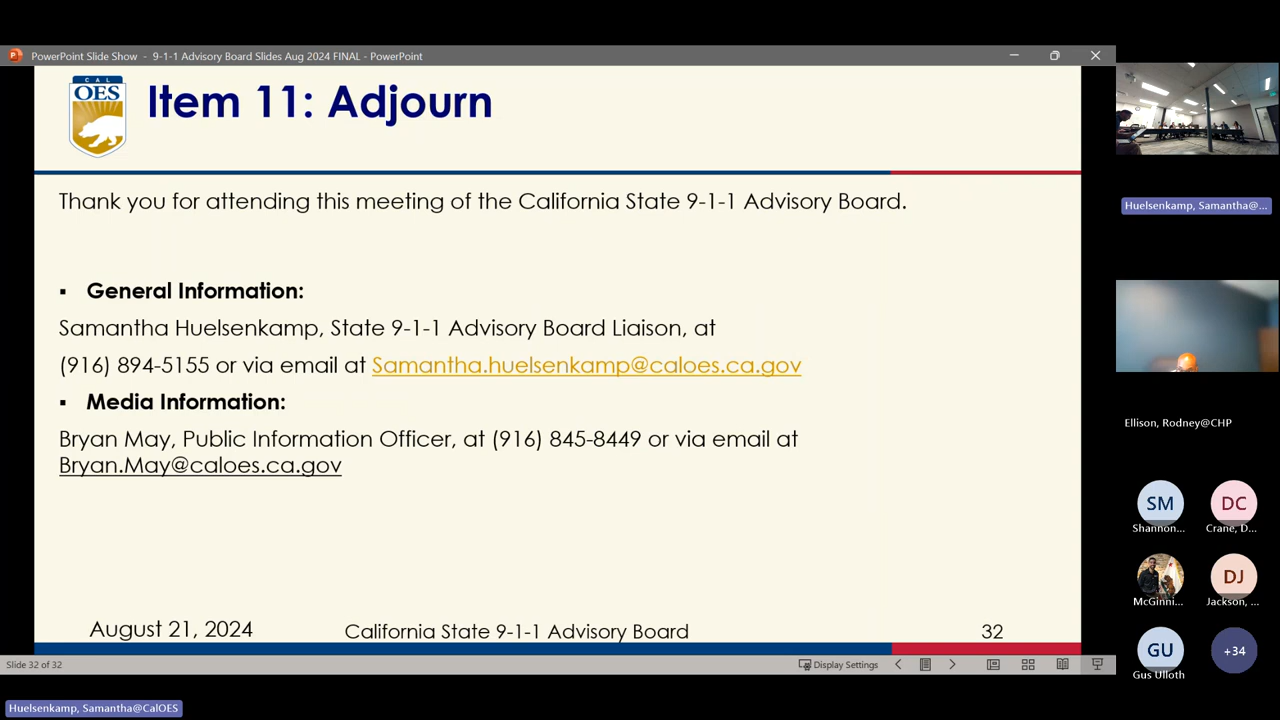 PowerPoint Slide Show - 9-1-1 Advisory Board Slides Aug 2024 FINAL - PowerPoint
CAL
OES
Item 11: Adjourn
Thank you for attending this meeting of the California State 9-1-1 Advisory Board.
▪ General Information:
Samantha Huelsenkamp, State 9-1-1 Advisory Board Liaison, at
(916) 894-5155 or via email at Samantha.huelsenkamp@caloes.ca.gov
▪ Media Information:
Bryan May, Public Information Officer, at (916) 845-8449 or via email at
Bryan.May@caloes.ca.gov
August 21, 2024
California State 9-1-1 Advisory Board
32
Slide 32 of 32
Display Settings
Huelsenkamp, Samantha@...
Ellison, Rodney@CHP
SM
Shannon...
DC
Crane, D...
McGinni...
DJ
Jackson, ...
GU
Gus Ulloth
+34
Huelsenkamp, Samantha@CalOES